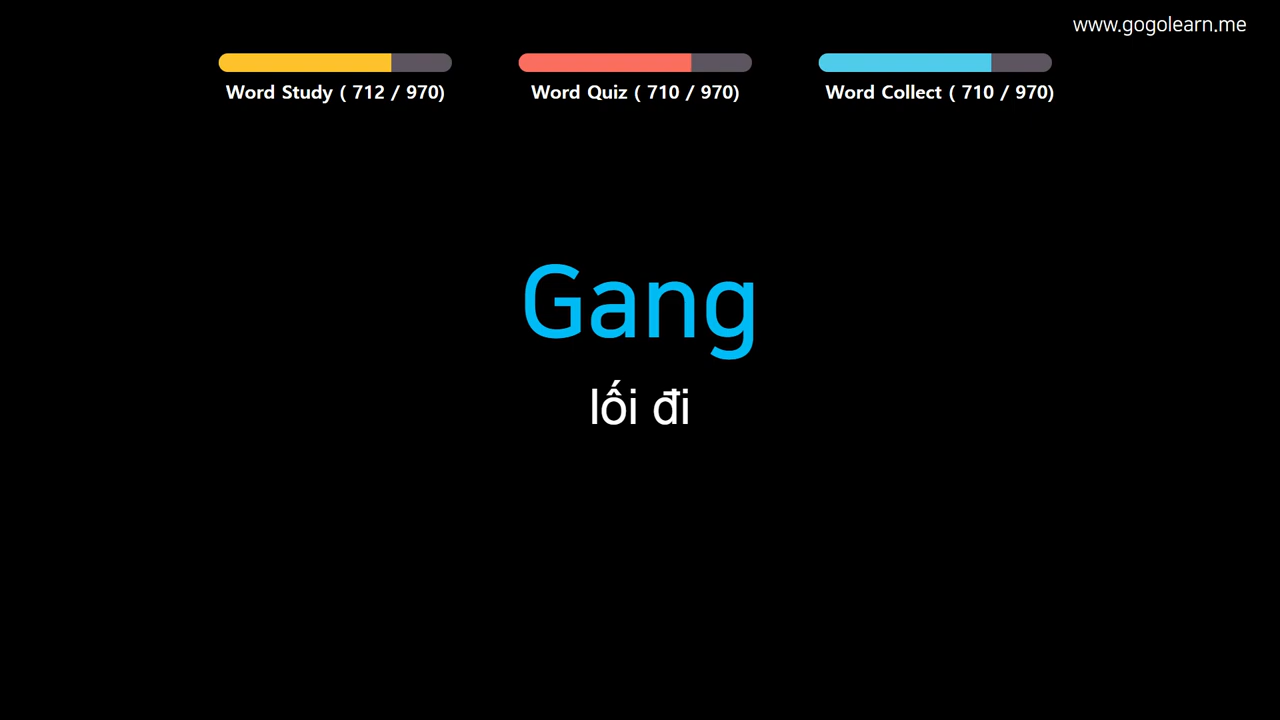 www.gogolearn.me
Word Study ( 712 / 970)
Word Quiz ( 710 / 970)
Word Collect ( 710 / 970)
Gang
lối đi